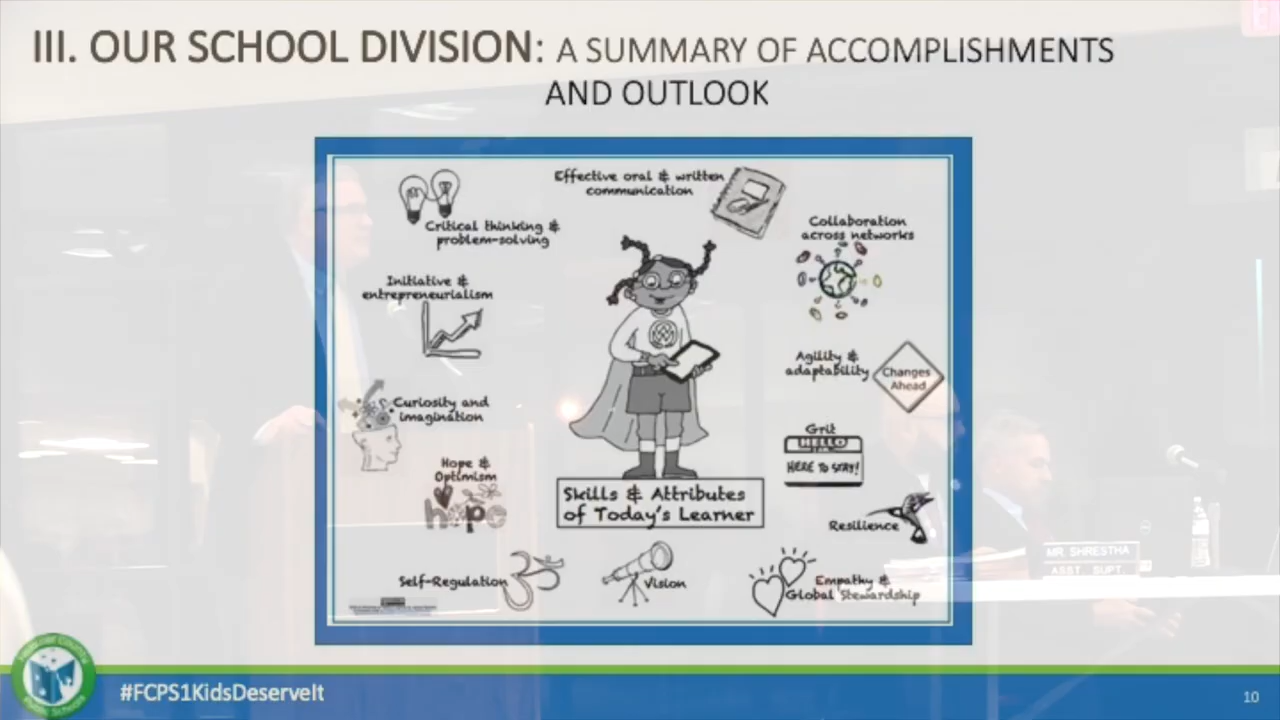 III. OUR SCHOOL DIVISION: A SUMMARY OF ACCOMPLISHMENTS
AND OUTLOOK
Effective oral & written
communication
Critical thinking &
problem-solving
Collaboration
across networks
Initiative &
entrepreneurialism
Agility &
adaptability
Changes
Ahead
Curiosity and
imagination
Grit
HELLO
HERE TO STAY!
Hope &
Optimism
hope
Skills & Attributes
of Today's Learner
Resilience
Self-Regulation
Vision
Empathy &
Global Stewardship
MR. SHRESTHA
ASST. SUPT.
#FCPS1KidsDeserveIt
10